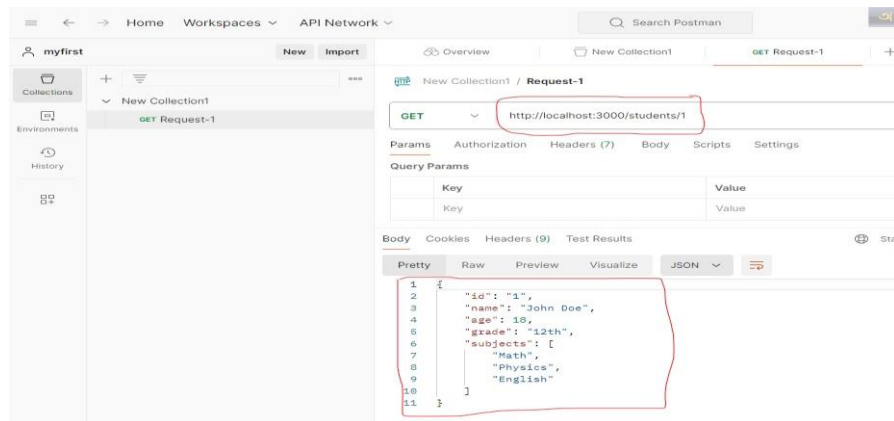 Home Workspaces API Network Search Postman
myfirst New Import Overview New Collection1 GET Request-1
Collections
New Collection1
GET Request-1
Environments
History
HTTP New Collection1 / Request-1
GET http://localhost:3000/students/1
Params Authorization Headers (7) Body Scripts Settings
Query Params
Key Value
Key Value
Body Cookies Headers (9) Test Results
Pretty Raw Preview Visualize JSON
1 {
2 "id": "1",
3 "name": "John Doe",
4 "age": 18,
5 "grade": "12th",
6 "subjects": [
7 "Math",
8 "Physics",
9 "English"
10 ]
11 }